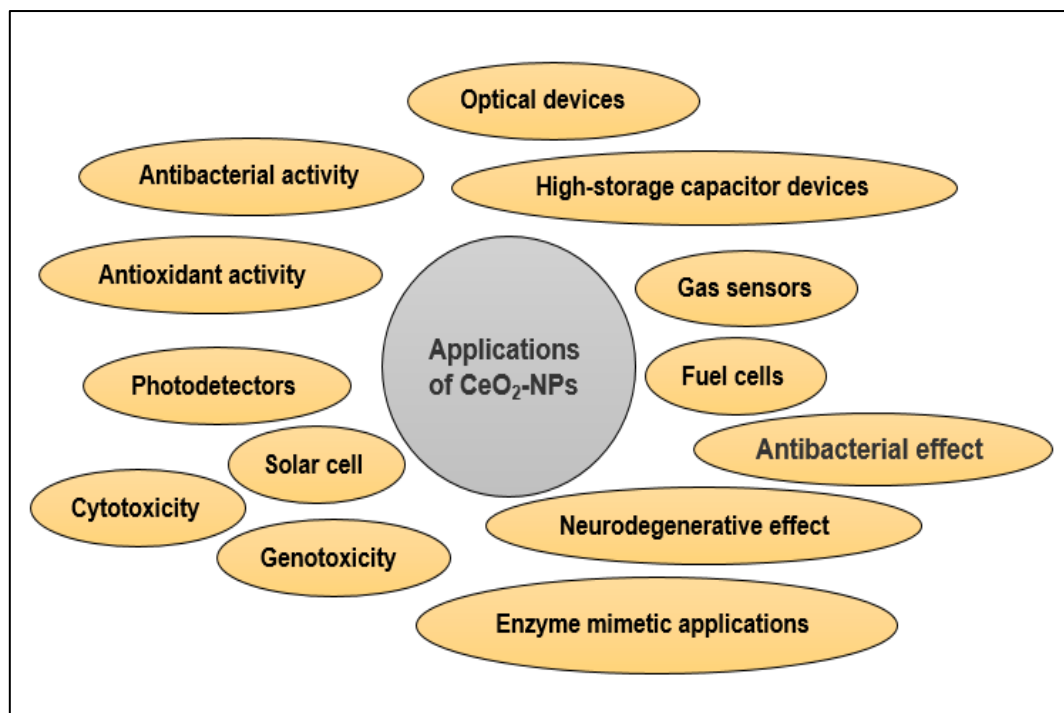 Optical devices
Antibacterial activity
High-storage capacitor devices
Antioxidant activity
Gas sensors
Applications
of CeO₂-NPs
Photodetectors
Fuel cells
Antibacterial effect
Solar cell
Cytotoxicity
Neurodegenerative effect
Genotoxicity
Enzyme mimetic applications